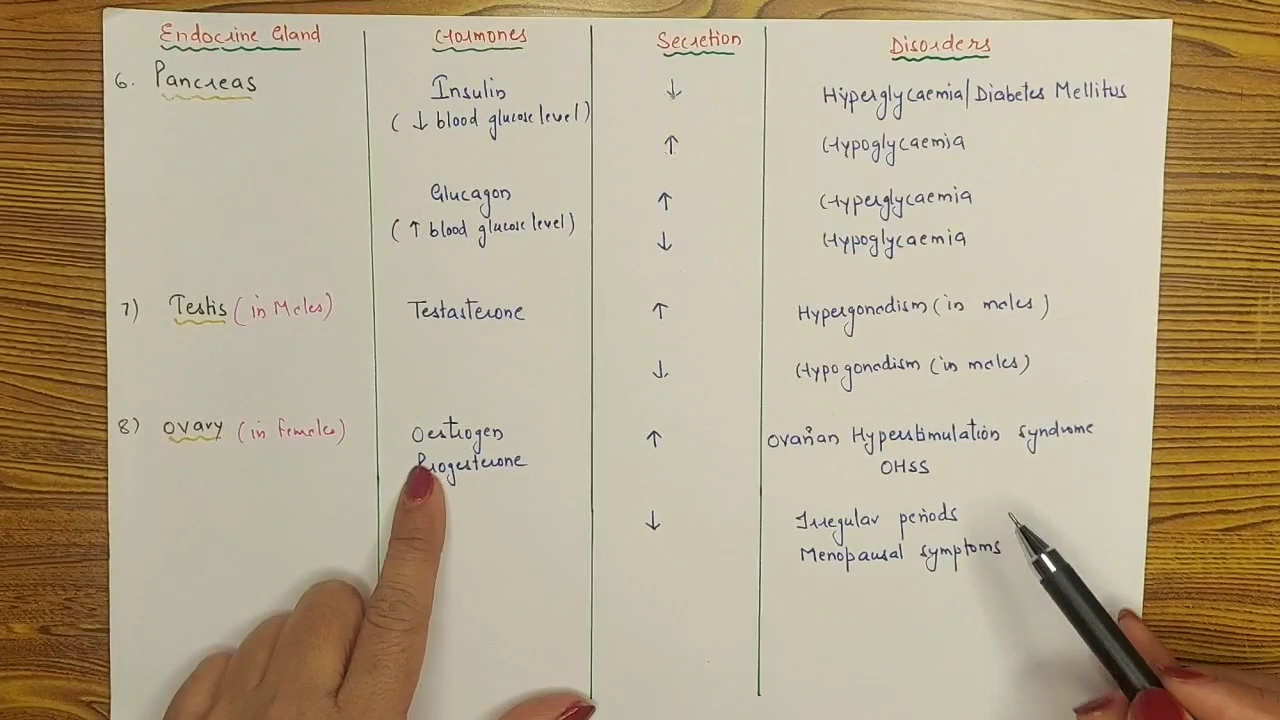 Endocrine Gland Hormones Secretion Disorders
6. Pancreas Insulin ↓ Hyperglycaemia/Diabetes Mellitus
(↓ blood glucose level)
↑ Hypoglycaemia
Glucagon ↑ Hyperglycaemia
(↑ blood glucose level) ↓ Hypoglycaemia
7) Testis (in Males) Testasterone ↑ Hypergonadism (in males)
↓ Hypogonadism (in males)
8) Ovary (in females) Oestrogen ↑ Ovarian Hyperstimulation syndrome
Progesterone OHSS
↓ Irregular periods
Menopausal symptoms